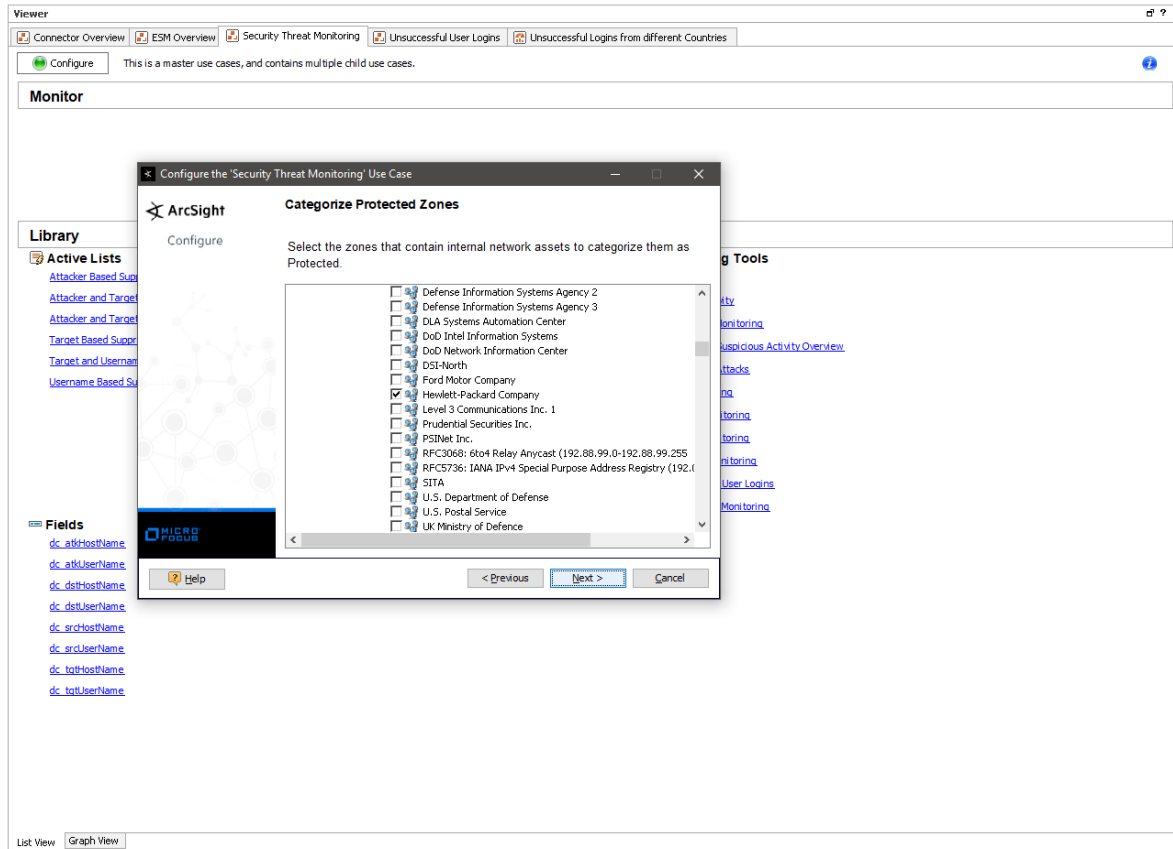 Viewer
Connector Overview ESM Overview Security Threat Monitoring Unsuccessful User Logins Unsuccessful Logins from different Countries
Configure This is a master use cases, and contains multiple child use cases.
Monitor
Configure the 'Security Threat Monitoring' Use Case
ArcSight
Configure
Categorize Protected Zones
Select the zones that contain internal network assets to categorize them as
Protected.
Defense Information Systems Agency 2
Defense Information Systems Agency 3
DLA Systems Automation Center
DoD Intel Information Systems
DoD Network Information Center
DSI-North
Ford Motor Company
Hewlett-Packard Company
Level 3 Communications Inc. 1
Prudential Securities Inc.
PSINet Inc.
RFC3068: 6to4 Relay Anycast (192.88.99.0-192.88.99.255
RFC5736: IANA IPv4 Special Purpose Address Registry (192.0
SITA
U.S. Department of Defense
U.S. Postal Service
UK Ministry of Defence
MICRO
FOCUS
Help < Previous Next > Cancel
Library
Active Lists
Attacker Based Supp
Attacker and Target
Attacker and Target
Target Based Suppr
Target and Usernam
Username Based Su
g Tools
ity
onitoring
uspicious Activity Overview
ttacks
ng
itoring
toring
nitoring
User Logins
Monitoring
Fields
dc_atkHostName
dc_atkUserName
dc_dstHostName
dc_dstUserName
dc_srcHostName
dc_srcUserName
dc_tgtHostName
dc_tgtUserName
List View Graph View